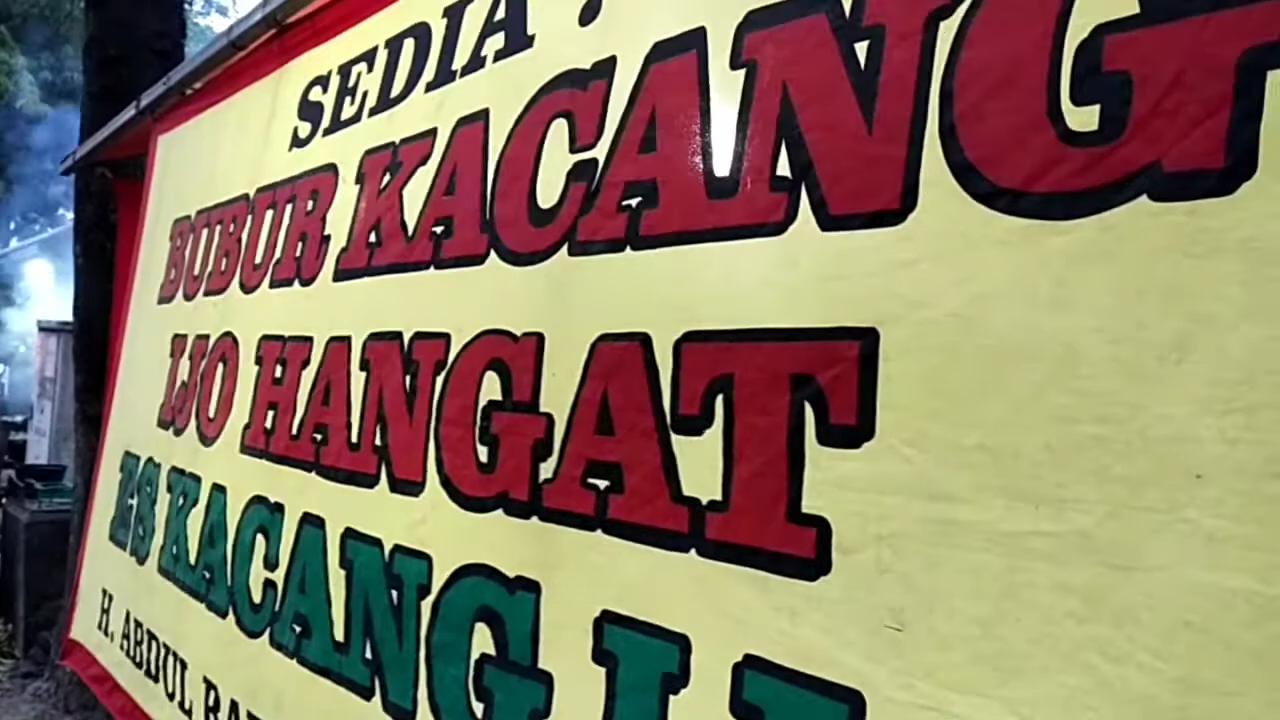 SEDIA :
BUBUR KACANG
IJO HANGAT
ES KACANG
H. ABDUL